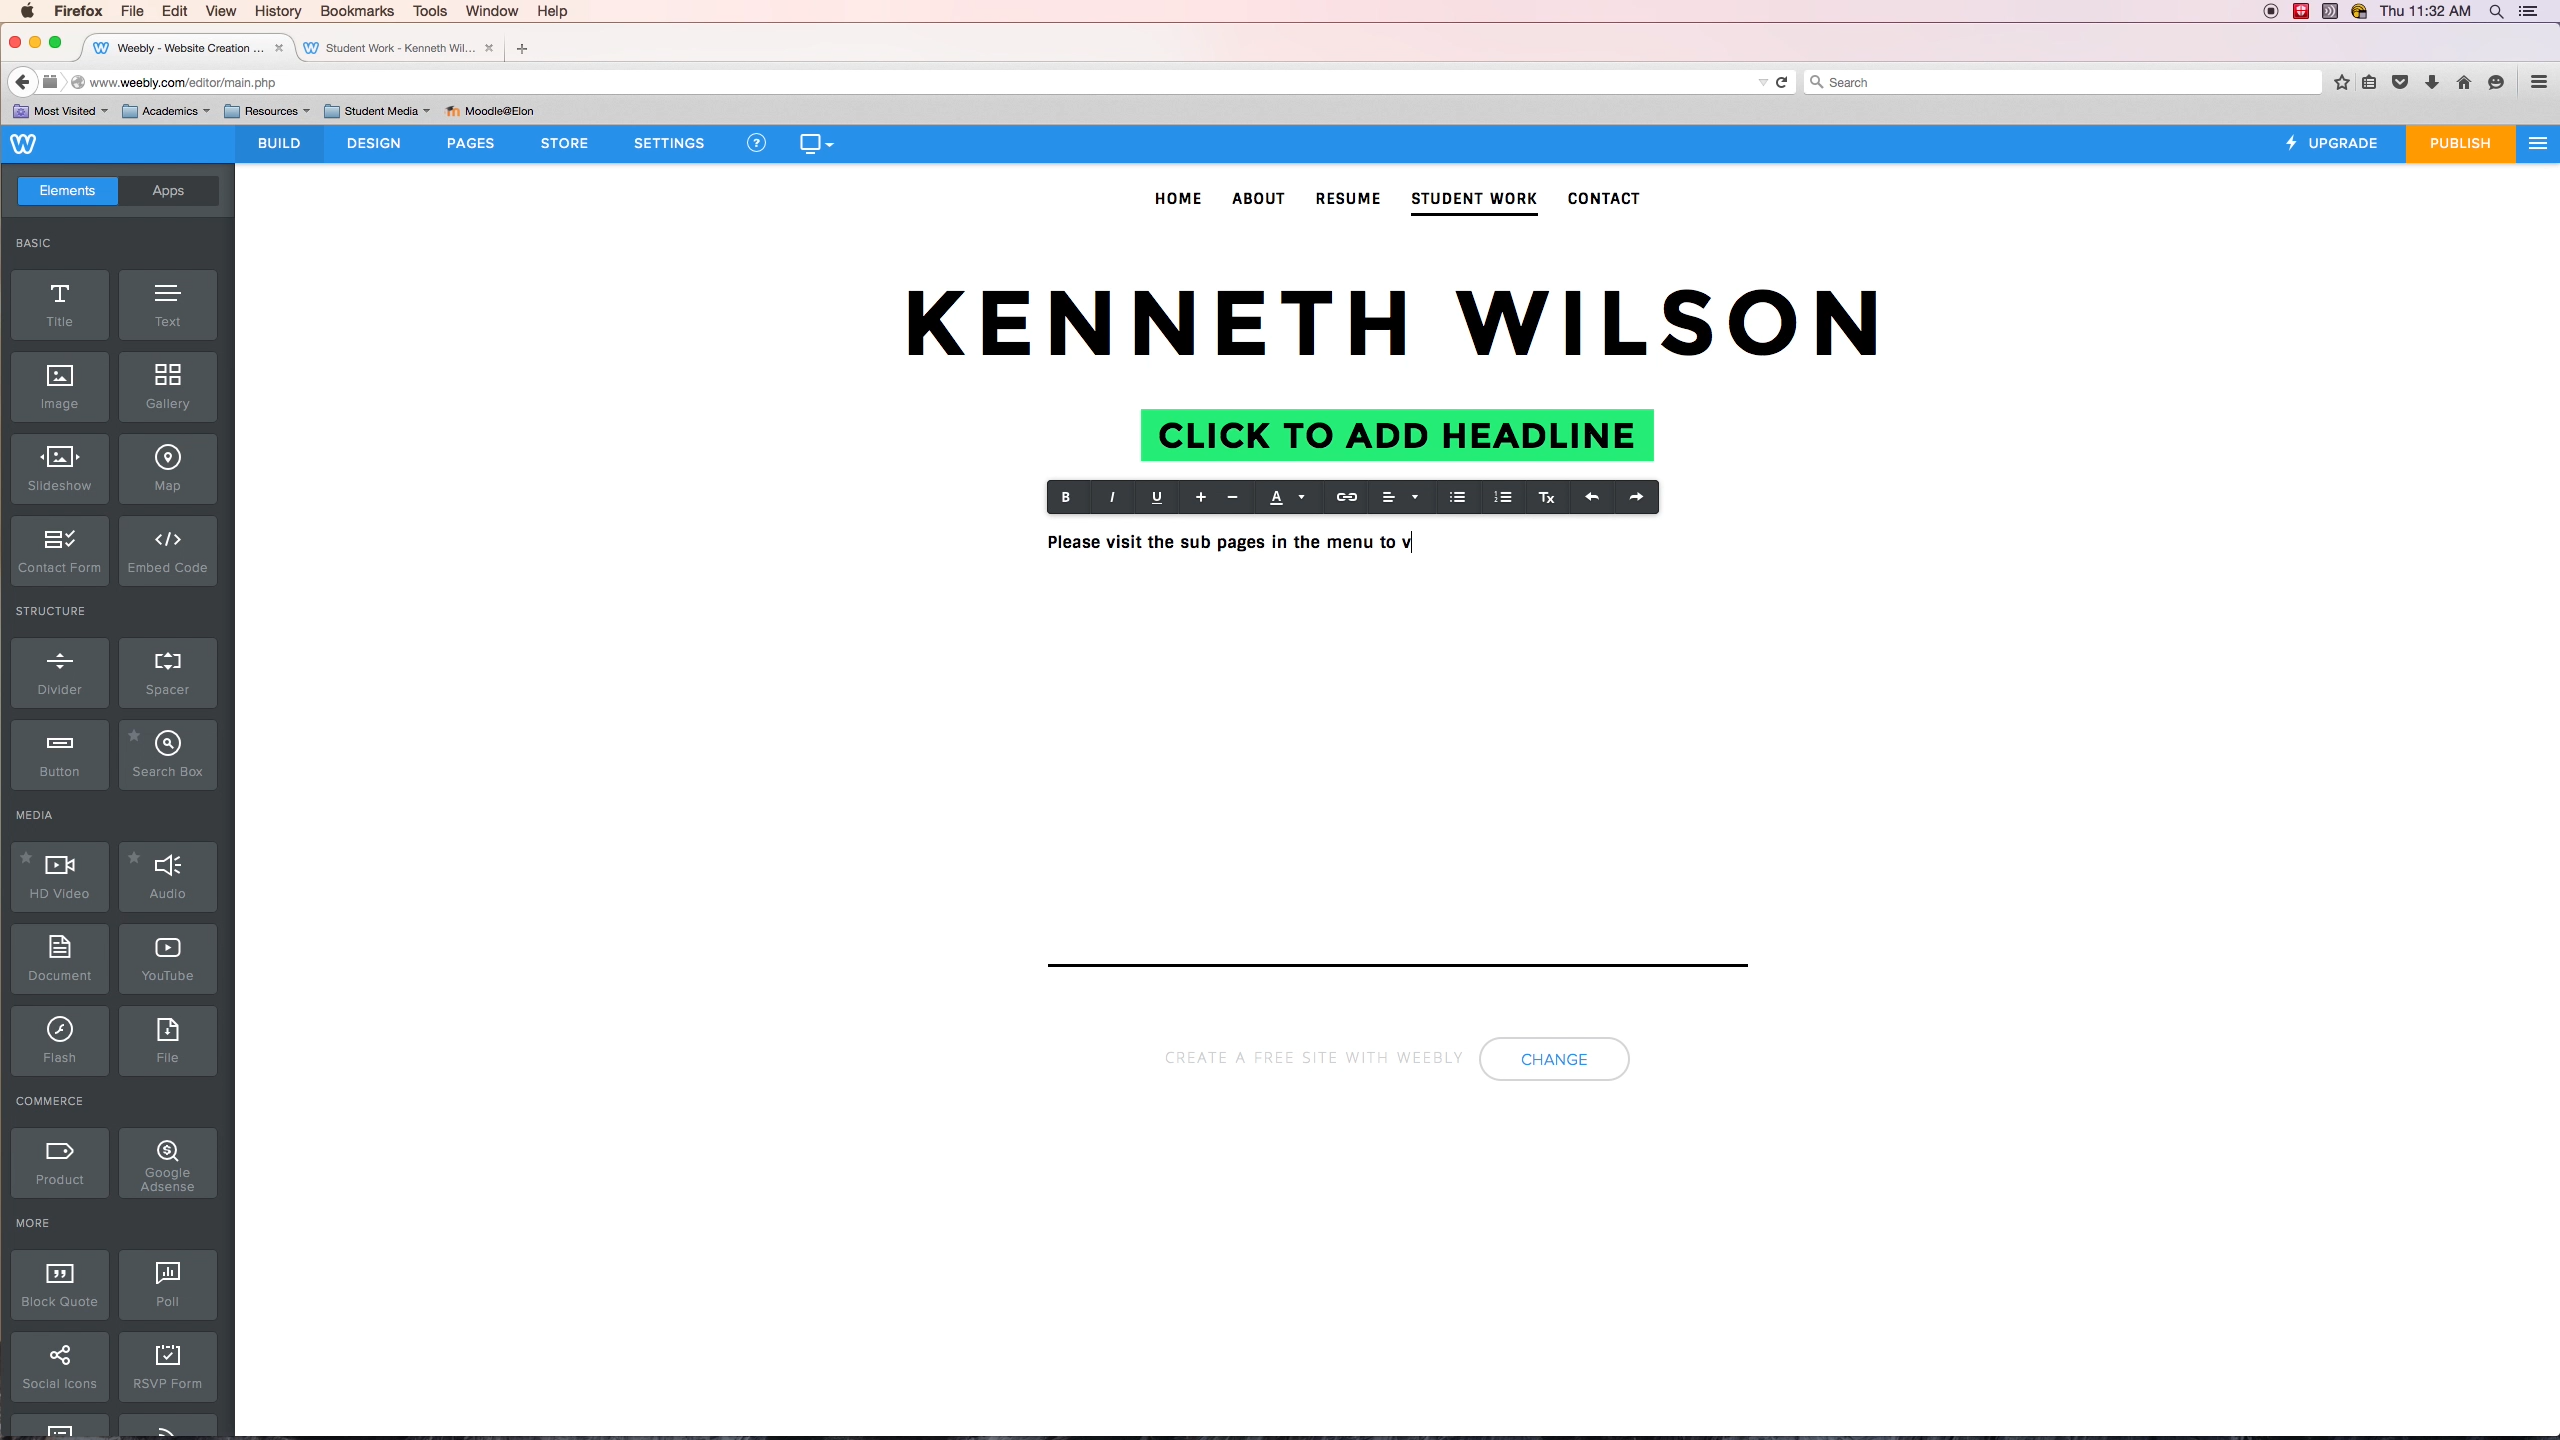 Firefox File Edit View History Bookmarks Tools Window Help Thu 11:32 AM
Weebly - Website Creation ... Student Work - Kenneth Wil...
www.weebly.com/editor/main.php Search
Most Visited Academics Resources Student Media Moodle@Elon
BUILD DESIGN PAGES STORE SETTINGS ? UPGRADE PUBLISH
Elements Apps
HOME ABOUT RESUME STUDENT WORK CONTACT
BASIC
Title Text
Image Gallery
Slideshow Map
Contact Form Embed Code
STRUCTURE
Divider Spacer
Button Search Box
MEDIA
HD Video Audio
Document YouTube
Flash File
COMMERCE
Product Google
Adsense
MORE
Block Quote Poll
Social Icons RSVP Form
KENNETH WILSON
CLICK TO ADD HEADLINE
B I U + − A Tx
Please visit the sub pages in the menu to v
CREATE A FREE SITE WITH WEEBLY CHANGE